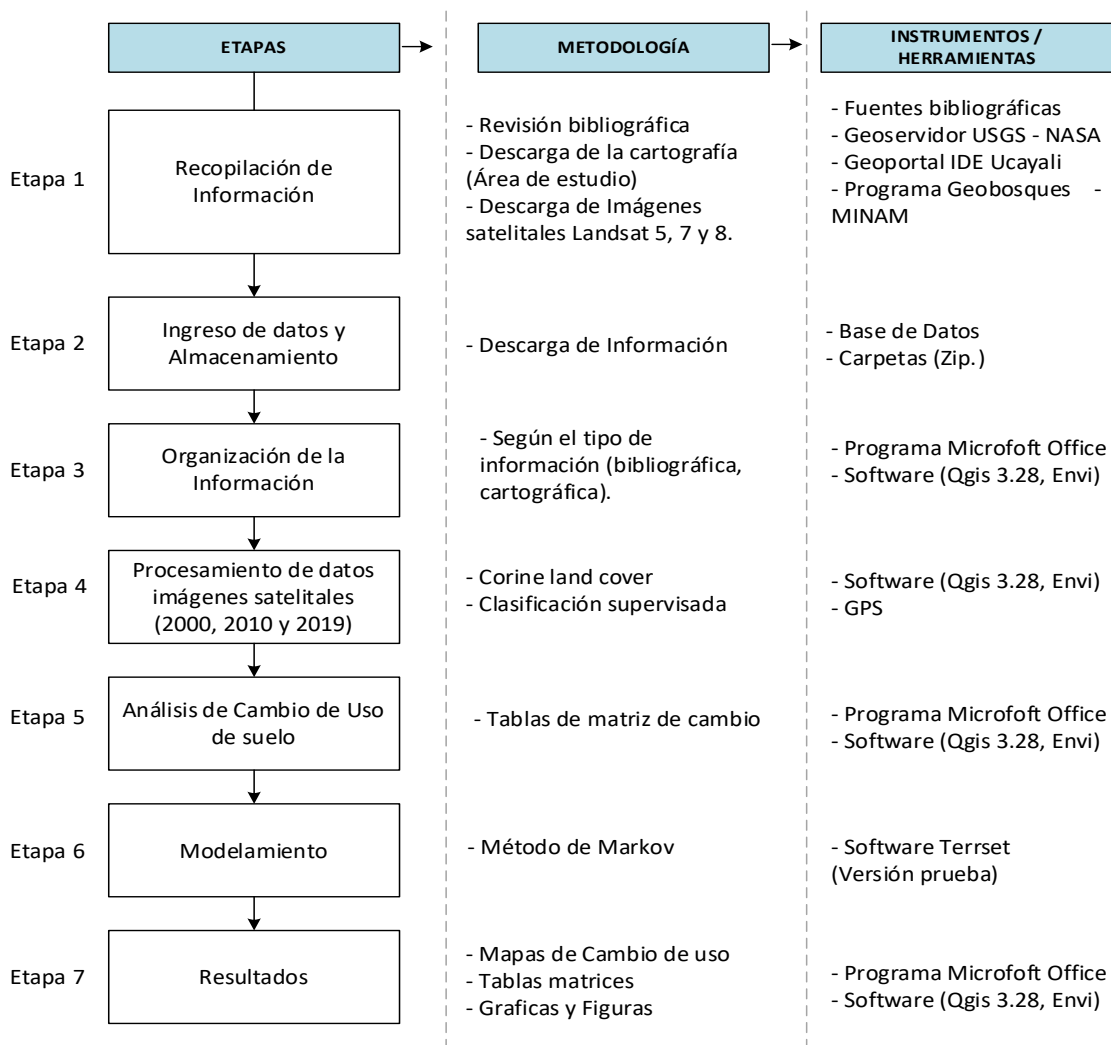 ETAPAS
METODOLOGÍA
INSTRUMENTOS /
HERRAMIENTAS
Etapa 1
Recopilación de
Información
- Revisión bibliográfica
- Descarga de la cartografía
(Área de estudio)
- Descarga de Imágenes
satelitales Landsat 5, 7 y 8.
- Fuentes bibliográficas
- Geoservidor USGS - NASA
- Geoportal IDE Ucayali
- Programa Geobosques -
MINAM
Etapa 2
Ingreso de datos y
Almacenamiento
- Descarga de Información
- Base de Datos
- Carpetas (Zip.)
Etapa 3
Organización de la
Información
- Según el tipo de
información (bibliográfica,
cartográfica).
- Programa Microfoft Office
- Software (Qgis 3.28, Envi)
Etapa 4
Procesamiento de datos
imágenes satelitales
(2000, 2010 y 2019)
- Corine land cover
- Clasificación supervisada
- Software (Qgis 3.28, Envi)
- GPS
Etapa 5
Análisis de Cambio de Uso
de suelo
- Tablas de matriz de cambio
- Programa Microfoft Office
- Software (Qgis 3.28, Envi)
Etapa 6
Modelamiento
- Método de Markov
- Software Terrset
(Versión prueba)
Etapa 7
Resultados
- Mapas de Cambio de uso
- Tablas matrices
- Graficas y Figuras
- Programa Microfoft Office
- Software (Qgis 3.28, Envi)